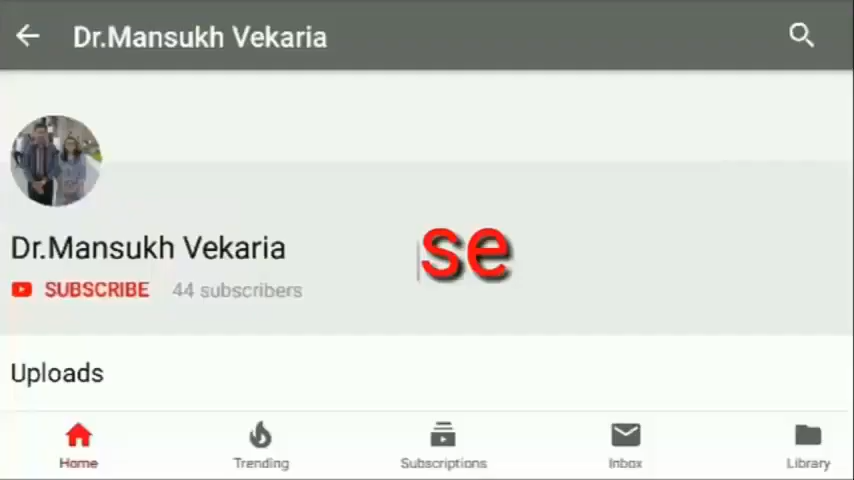 Dr.Mansukh Vekaria
Dr.Mansukh Vekaria
se
SUBSCRIBE 44 subscribers
Uploads
Home Trending Subscriptions Inbox Library